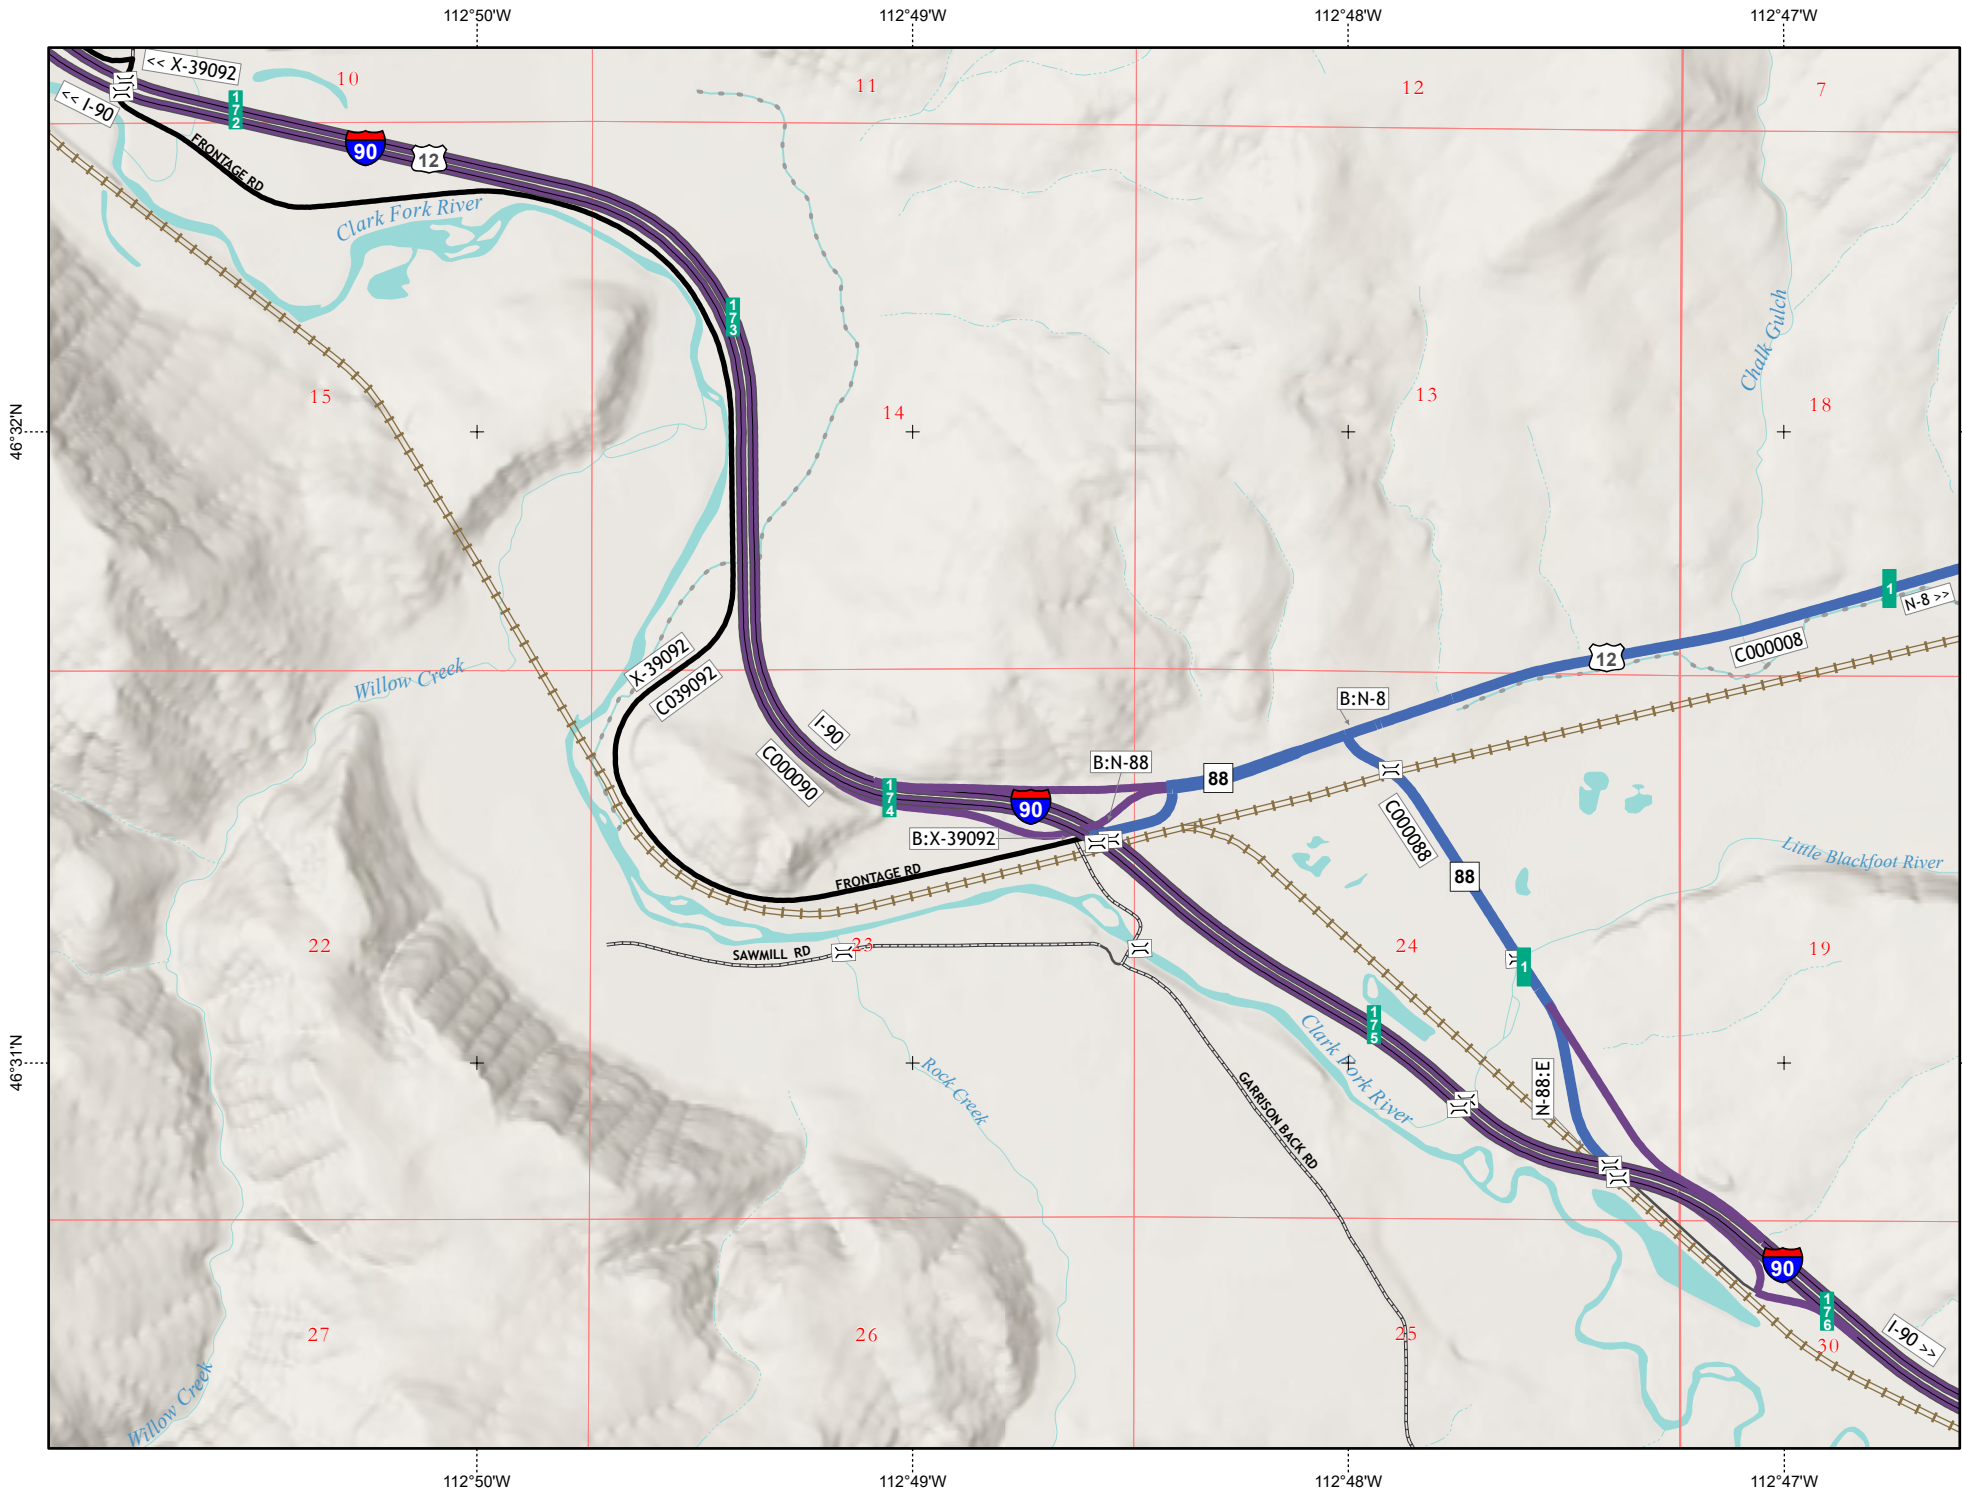 112°50'W
112°49'W
112°48'W
112°47'W
<< X-39092
10
11
12
7
<< I-90
172
90
12
FRONTAGE RD
Clark Fork River
173
Chalk Gulch
15
14
13
18
46°32'N
1
N-8 >>
X-39092
C039092
Willow Creek
12
C000008
B:N-8
I-90
C000090
174
90
B:N-88
88
B:X-39092
C000088
88
Little Blackfoot River
FRONTAGE RD
22
SAWMILL RD
23
24
1
19
175
Clark Fork River
46°31'N
Rock Creek
GARRISON BACK RD
N-88:E
90
176
I-90 >>
27
26
25
30
Willow Creek
112°50'W
112°49'W
112°48'W
112°47'W